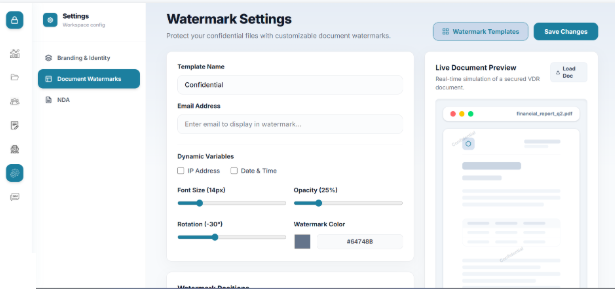 Settings
Workspace config
Branding & Identity
Document Watermarks
NDA
Watermark Settings
Protect your confidential files with customizable document watermarks.
Watermark Templates
Save Changes
Template Name
Confidential
Email Address
Enter email to display in watermark...
Dynamic Variables
IP Address
Date & Time
Font Size (14px)
Opacity (25%)
Rotation (-30°)
Watermark Color
#64748B
Watermark Positions
Live Document Preview
Real-time simulation of a secured VDR
document.
Load
Doc
financial_report_q2.pdf